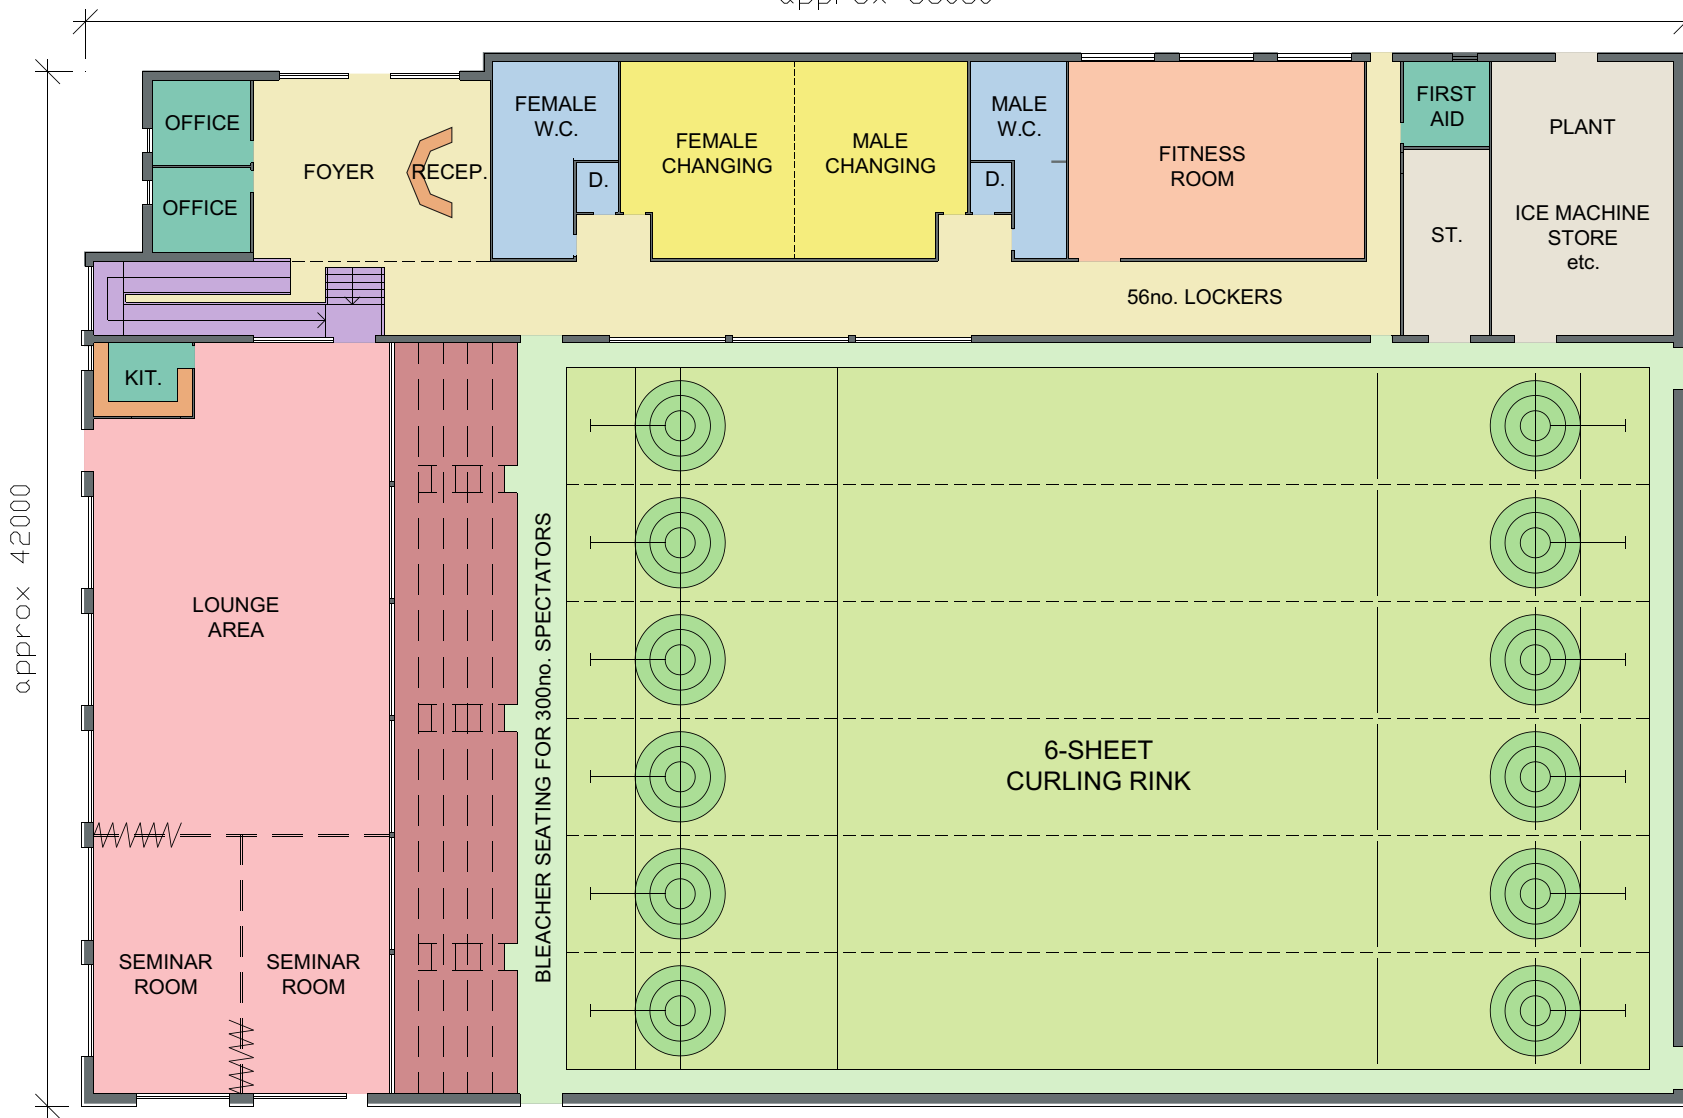 OFFICE
OFFICE
FOYER
RECEP.
FEMALE
W.C.
D.
FEMALE
CHANGING
MALE
CHANGING
MALE
W.C.
D.
FITNESS
ROOM
FIRST
AID
ST.
PLANT
ICE MACHINE
STORE
etc.
56no. LOCKERS
KIT.
approx 42000
LOUNGE
AREA
BLEACHER SEATING FOR 300no. SPECTATORS
6-SHEET
CURLING RINK
SEMINAR
ROOM
SEMINAR
ROOM